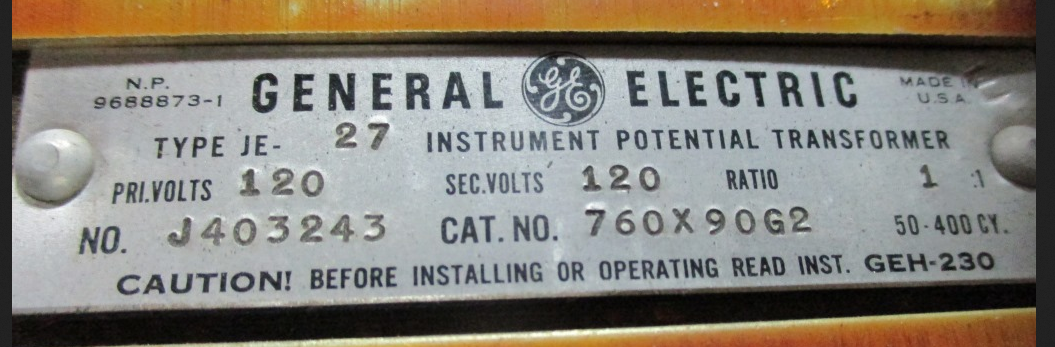 N.P.
9688873-1
GENERAL GE ELECTRIC
MADE IN
U.S.A.
TYPE JE- 27 INSTRUMENT POTENTIAL TRANSFORMER
PRI.VOLTS 120 SEC.VOLTS 120 RATIO 1 :1
NO. J403243 CAT. NO. 760X90G2 50-400 CY.
CAUTION! BEFORE INSTALLING OR OPERATING READ INST. GEH-230